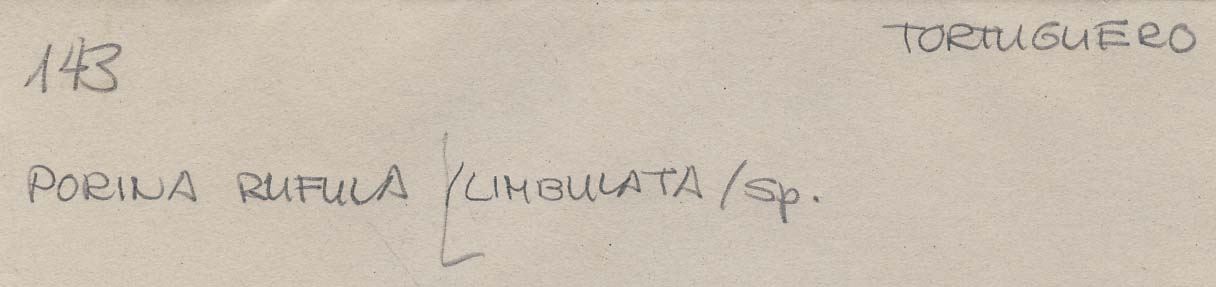 143
TORTUGUERO
PORINA RUFULA / LIMBULATA / Sp.